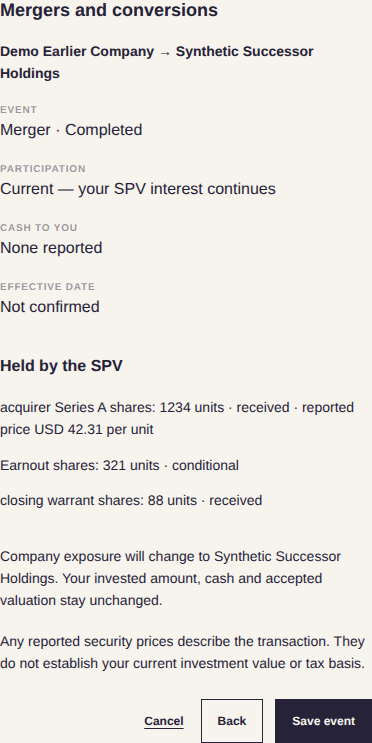 Mergers and conversions
Demo Earlier Company → Synthetic Successor
Holdings
EVENT
Merger · Completed
PARTICIPATION
Current — your SPV interest continues
CASH TO YOU
None reported
EFFECTIVE DATE
Not confirmed
Held by the SPV
acquirer Series A shares: 1234 units · received · reported
price USD 42.31 per unit
Earnout shares: 321 units · conditional
closing warrant shares: 88 units · received
Company exposure will change to Synthetic Successor
Holdings. Your invested amount, cash and accepted
valuation stay unchanged.
Any reported security prices describe the transaction. They
do not establish your current investment value or tax basis.
Cancel Back Save event